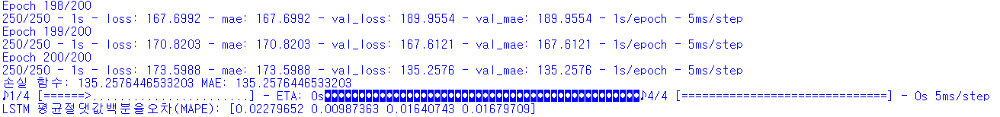 Epoch 198/200
250/250 - 1s - loss: 167.6992 - mae: 167.6992 - val_loss: 189.9554 - val_mae: 189.9554 - 1s/epoch - 5ms/step
Epoch 199/200
250/250 - 1s - loss: 170.8203 - mae: 170.8203 - val_loss: 167.6121 - val_mae: 167.6121 - 1s/epoch - 5ms/step
Epoch 200/200
250/250 - 1s - loss: 173.5988 - mae: 173.5988 - val_loss: 135.2576 - val_mae: 135.2576 - 1s/epoch - 5ms/step
손실 함수: 135.2576446533203 MAE: 135.2576446533203
♪1/4 [======>.......................] - ETA: 0s◘◘◘◘◘◘◘◘◘◘◘◘◘◘◘◘◘◘◘◘◘◘◘◘◘◘◘◘◘◘◘◘◘◘◘◘◘◘◘◘◘◘◘◘◘◘♪4/4 [==============================] - 0s 5ms/step
LSTM 평균절댓값백분율오차(MAPE): [0.02279652 0.00987363 0.01640743 0.01679709]